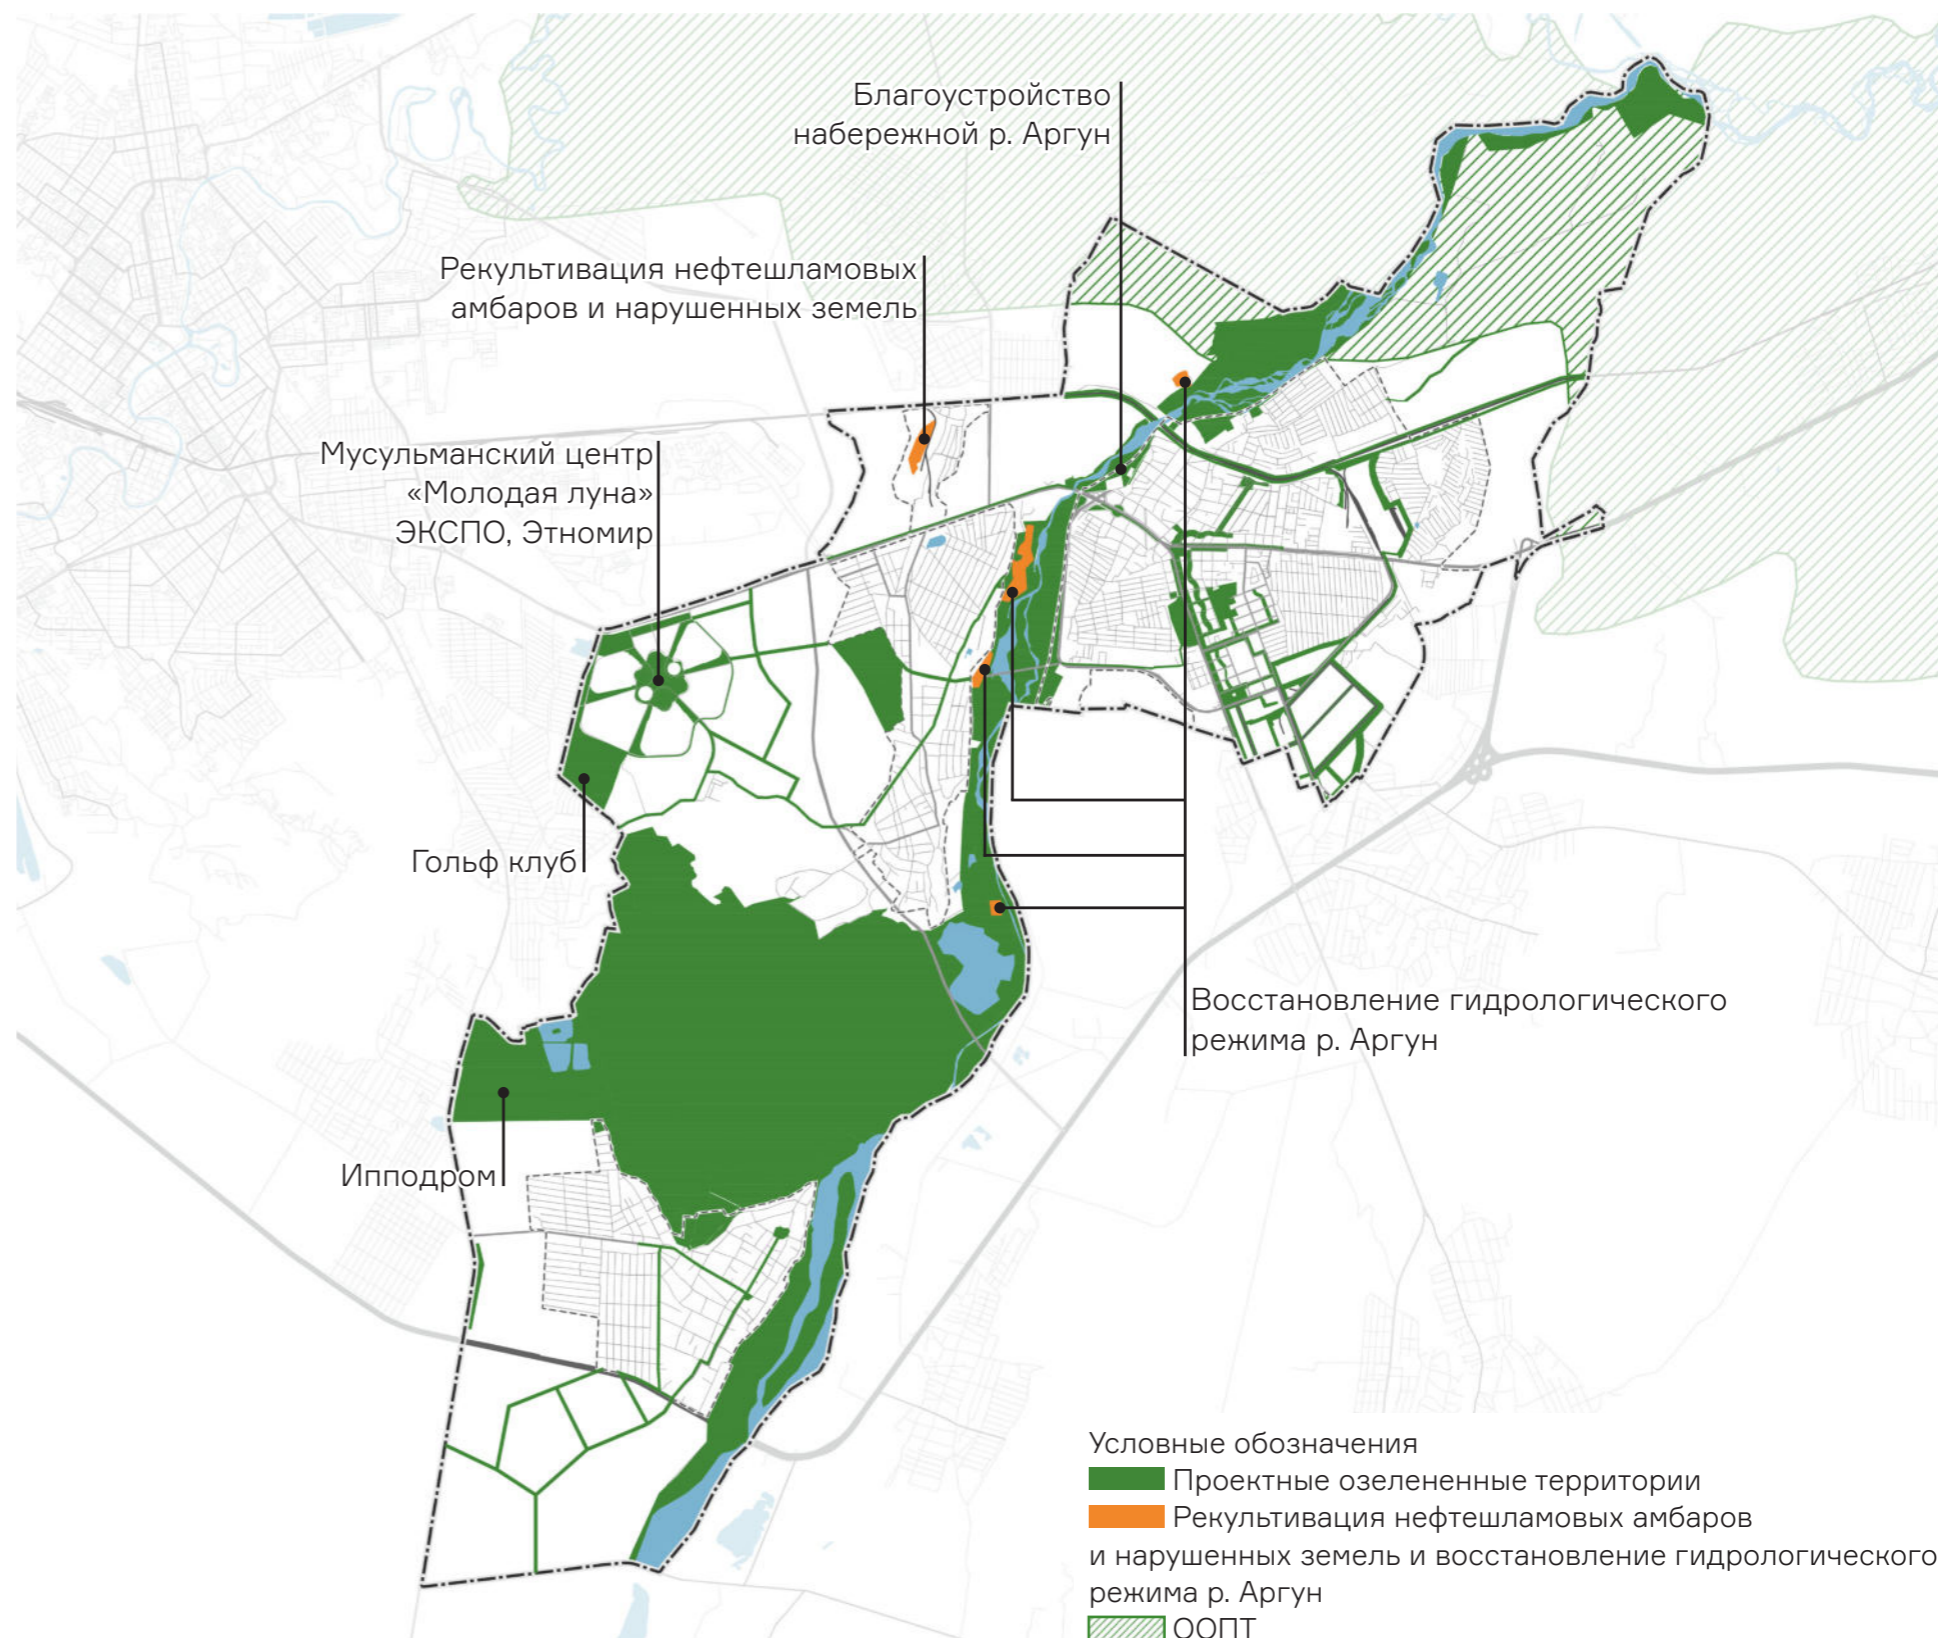 Благоустройство
набережной р. Аргун
Рекультивация нефтешламовых
амбаров и нарушенных земель
Мусульманский центр
«Молодая луна»
ЭКСПО, Этномир
Гольф клуб
Восстановление гидрологического
режима р. Аргун
Ипподром
Условные обозначения
Проектные озелененные территории
Рекультивация нефтешламовых амбаров
и нарушенных земель и восстановление гидрологического
режима р. Аргун
ООПТ